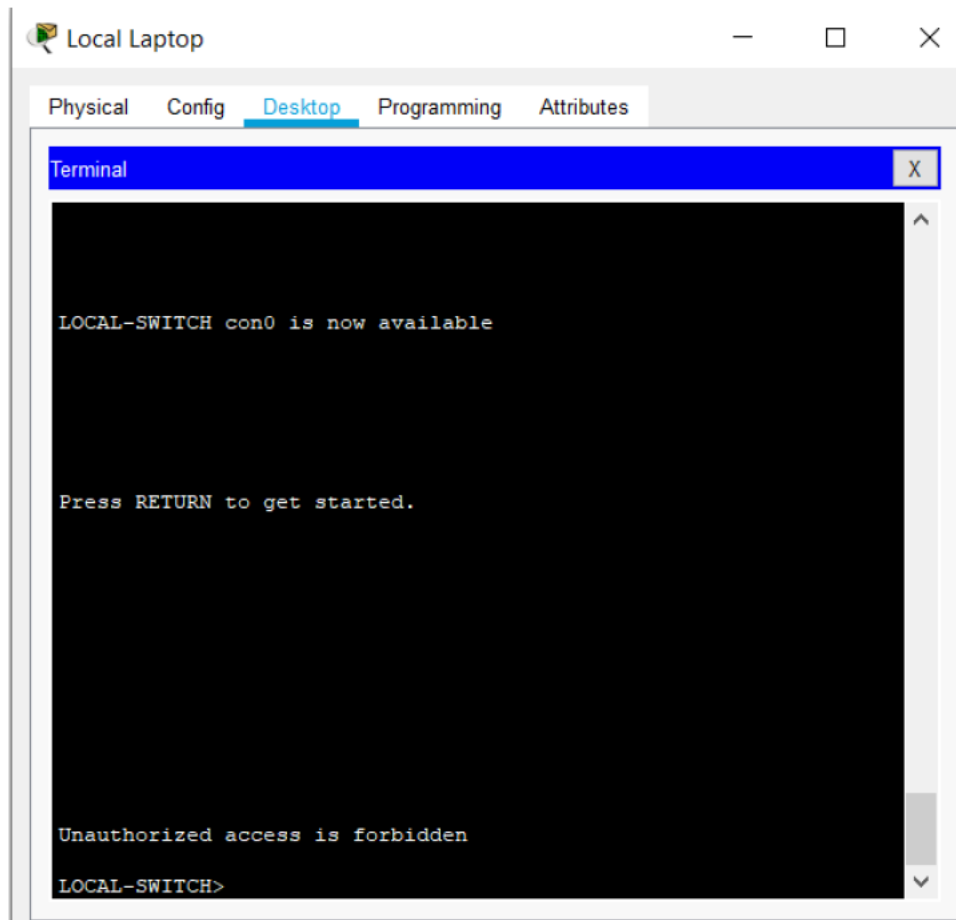 Local Laptop
Physical Config Desktop Programming Attributes
Terminal X
LOCAL-SWITCH con0 is now available
Press RETURN to get started.
Unauthorized access is forbidden
LOCAL-SWITCH>